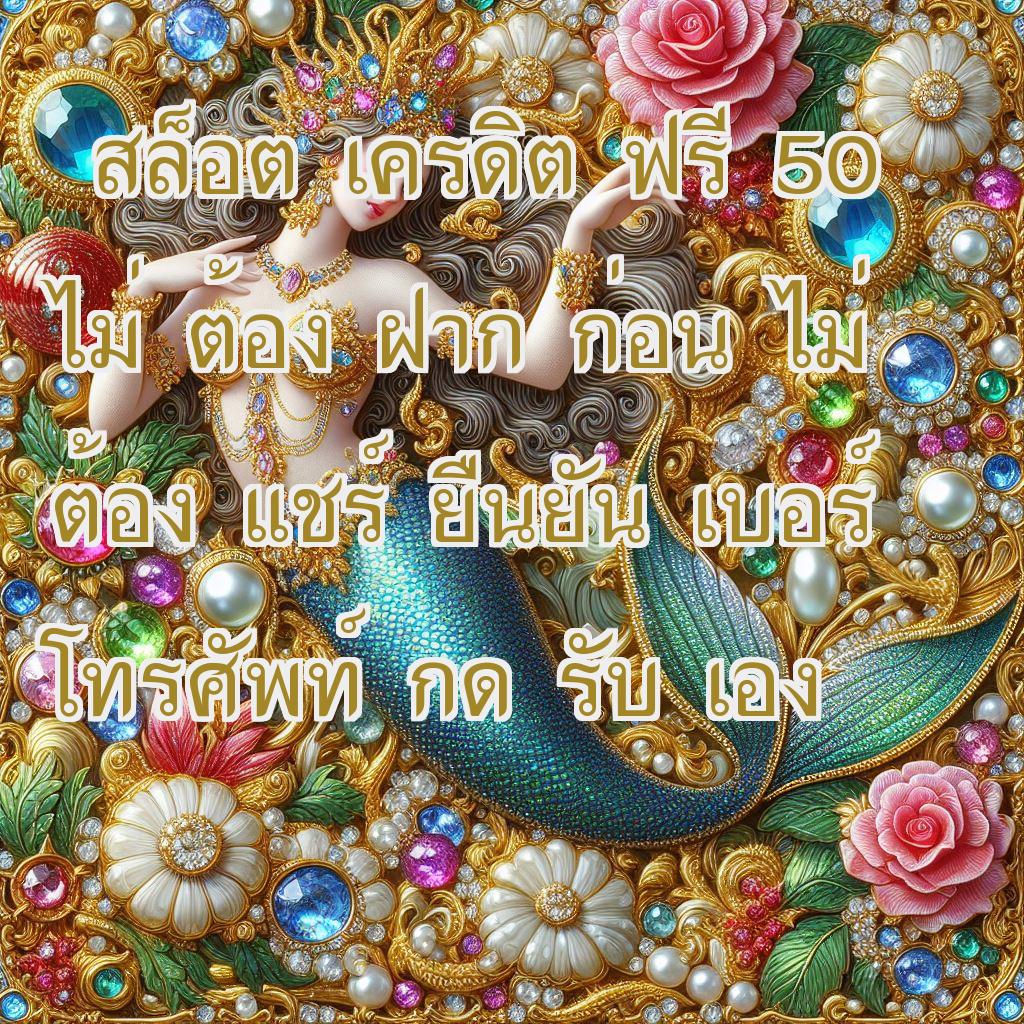 สล็อต เครดิต ฟรี 50
ไม่ ต้อง ฝาก ก่อน ไม่
ต้อง แชร์ ยืนยัน เบอร์
โทรศัพท์ กด รับ เอง